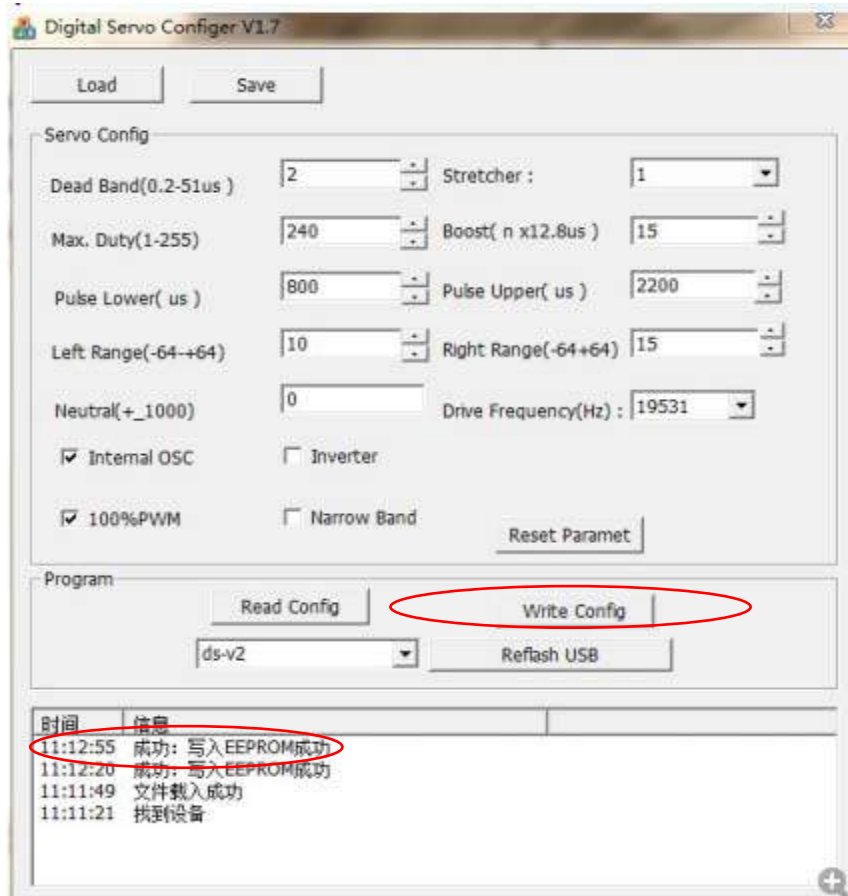 Digital Servo Configer V1.7
Load Save
Servo Config
Dead Band(0.2-51us ) 2 Stretcher : 1
Max. Duty(1-255) 240 Boost( n x12.8us ) 15
Pulse Lower( us ) 800 Pulse Upper( us ) 2200
Left Range(-64-+64) 10 Right Range(-64+64) 15
Neutral(+_1000) 0 Drive Frequency(Hz) : 19531
Internal OSC Inverter
100%PWM Narrow Band
Reset Paramet
Program
Read Config Write Config
ds-v2 Reflash USB
时间 信息
11:12:55 成功: 写入EEPROM成功
11:12:20 成功: 写入EEPROM成功
11:11:49 文件载入成功
11:11:21 找到设备